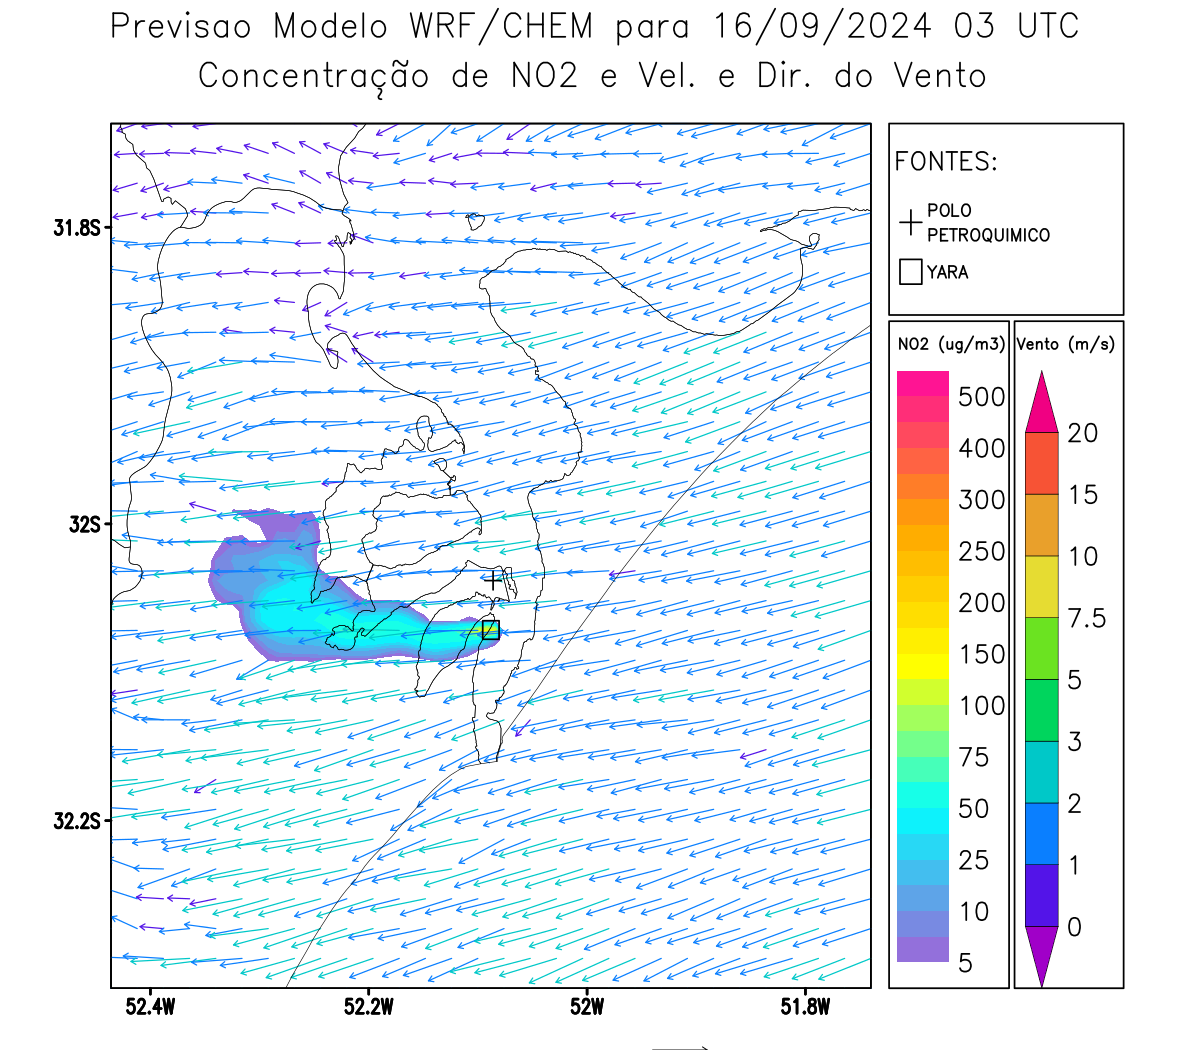 Previsao Modelo WRF/CHEM para 16/09/2024 03 UTC
Concentração de NO2 e Vel. e Dir. do Vento
FONTES:
POLO
PETROQUIMICO
YARA
NO2 (ug/m3)
500
400
300
250
200
150
100
75
50
25
10
5
Vento (m/s)
20
15
10
7.5
5
3
2
1
0
31.8S
32S
32.2S
52.4W 52.2W 52W 51.8W